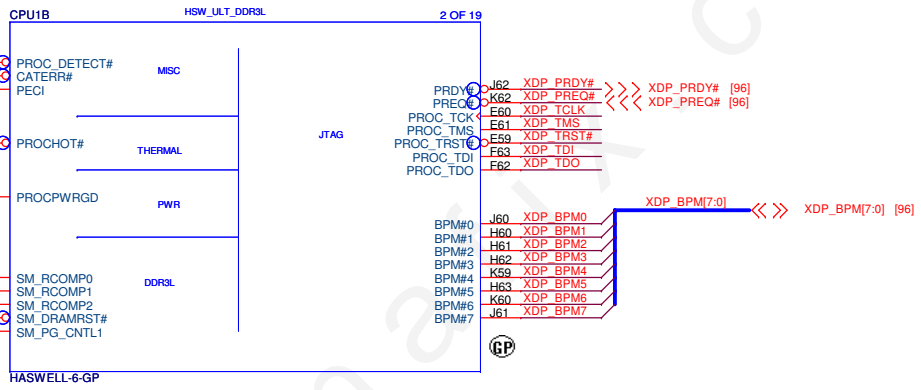 CPU1B HSW_ULT_DDR3L 2 OF 19
PROC_DETECT#
CATERR#
PECI
PROCHOT#
PROCPWRGD
SM_RCOMP0
SM_RCOMP1
SM_RCOMP2
SM_DRAMRST#
SM_PG_CNTL1
MISC
THERMAL
PWR
DDR3L
JTAG
PRDY# J62 XDP_PRDY# XDP_PRDY# [96]
PREQ# K62 XDP_PREQ# XDP_PREQ# [96]
PROC_TCK E60 XDP_TCLK
PROC_TMS E61 XDP_TMS
PROC_TRST# E59 XDP_TRST#
PROC_TDI F63 XDP_TDI
PROC_TDO F62 XDP_TDO
XDP_BPM[7:0] XDP_BPM[7:0] [96]
BPM#0 J60 XDP_BPM0
BPM#1 H60 XDP_BPM1
BPM#2 H61 XDP_BPM2
BPM#3 H62 XDP_BPM3
BPM#4 K59 XDP_BPM4
BPM#5 H63 XDP_BPM5
BPM#6 K60 XDP_BPM6
BPM#7 J61 XDP_BPM7
GP
HASWELL-6-GP